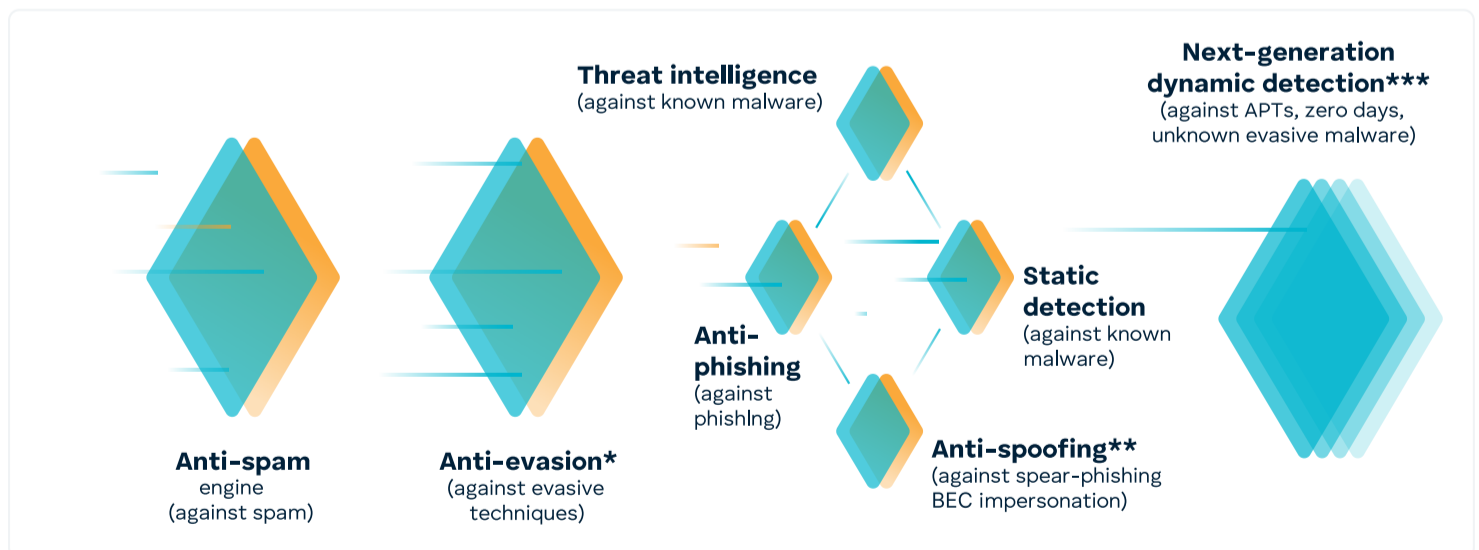 Anti-spam
engine
(against spam)
Anti-evasion*
(against evasive
techniques)
Threat intelligence
(against known malware)
Anti-
phishing
(against
phishing)
Static
detection
(against known
malware)
Anti-spoofing**
(against spear-phishing
BEC impersonation)
Next-generation
dynamic detection***
(against APTs, zero days,
unknown evasive malware)